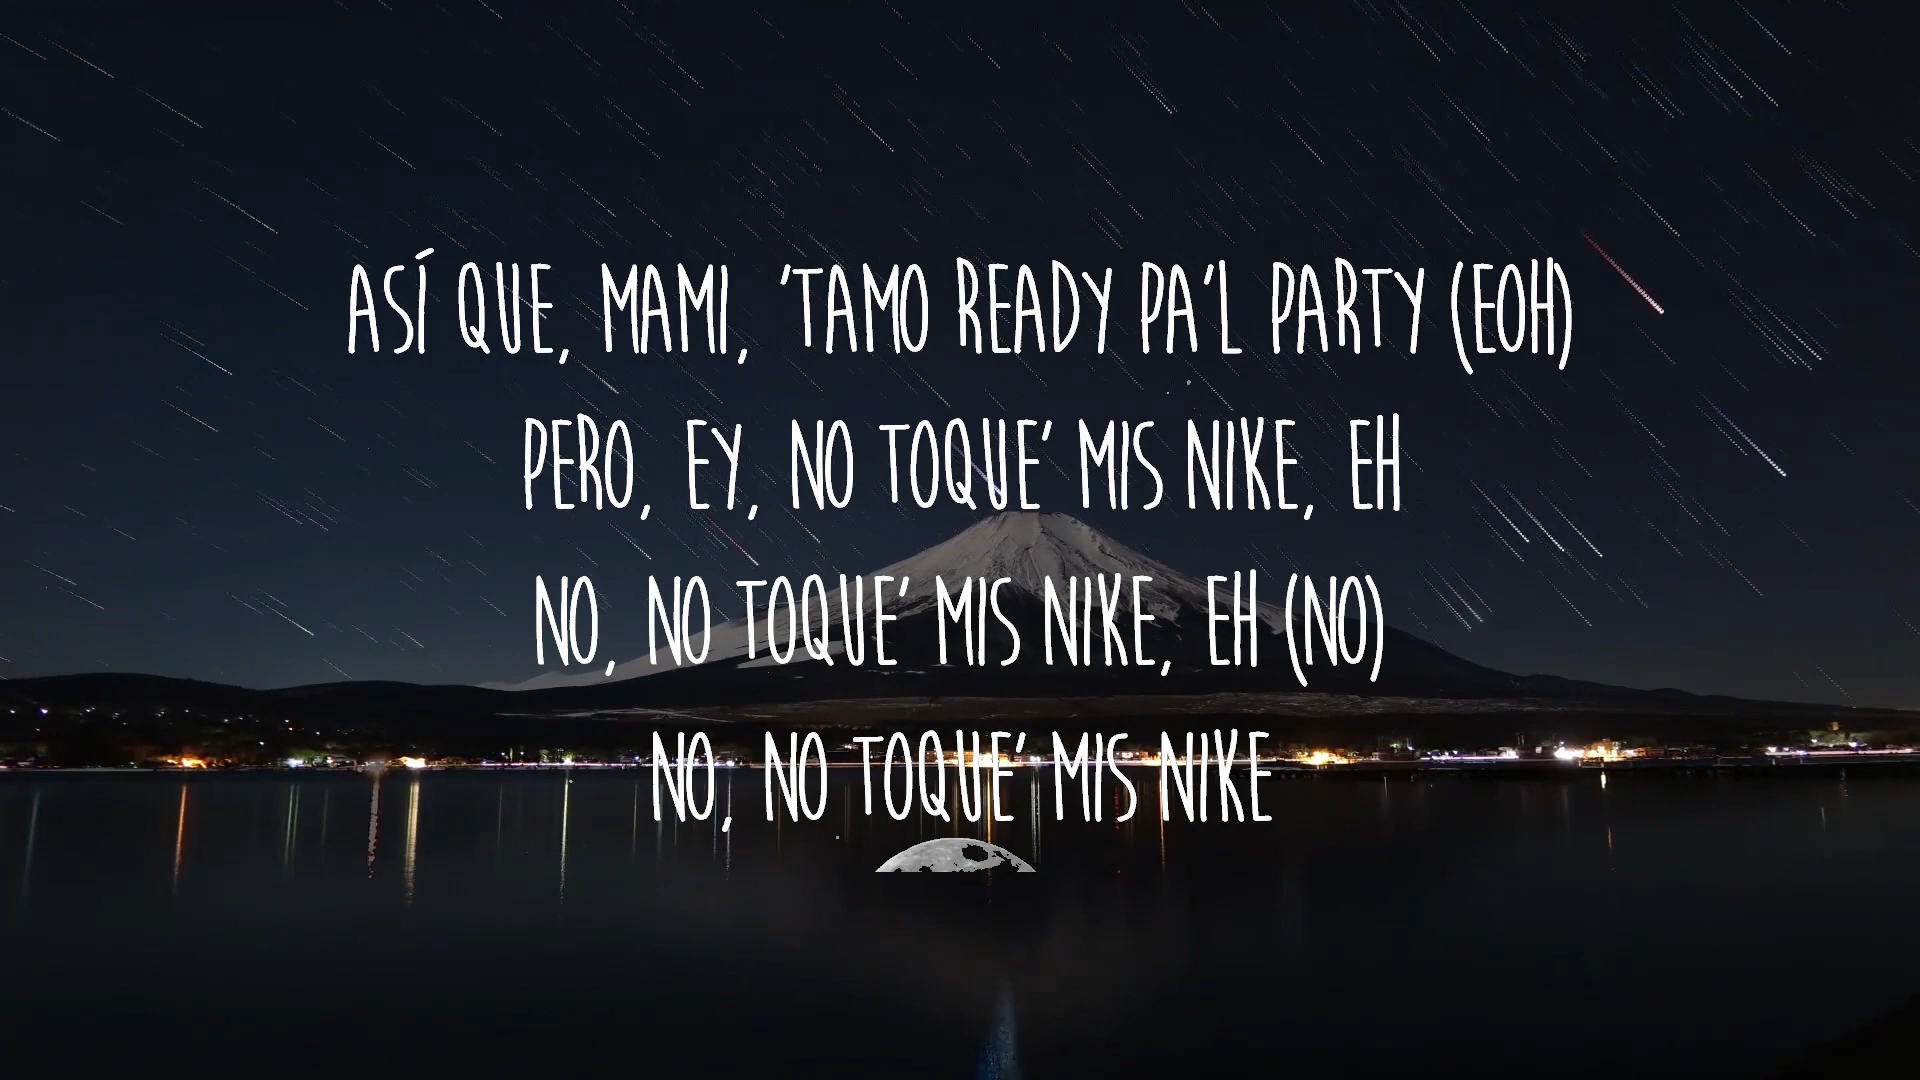 ASÍ QUE, MAMI, 'TAMO READY PA'L PARTY (EOH)
PERO, EY, NO TOQUE' MIS NIKE, EH
NO, NO TOQUE' MIS NIKE, EH (NO)
NO, NO TOQUE' MIS NIKE